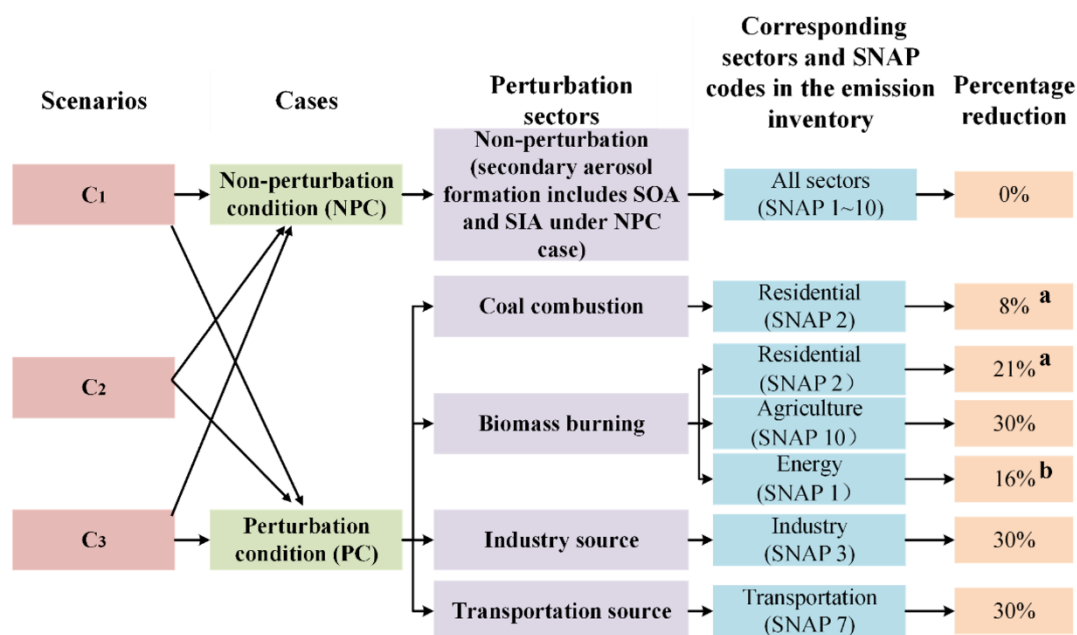 Scenarios
Cases
Perturbation
sectors
Corresponding
sectors and SNAP
codes in the emission
inventory
Percentage
reduction
C1
Non-perturbation
condition (NPC)
Non-perturbation
(secondary aerosol
formation includes SOA
and SIA under NPC
case)
All sectors
(SNAP 1~10)
0%
Coal combustion
Residential
(SNAP 2)
8% a
C2
Biomass burning
Residential
(SNAP 2）
21% a
Agriculture
(SNAP 10）
30%
Energy
(SNAP 1）
16% b
C3
Perturbation
condition (PC)
Industry source
Industry
(SNAP 3)
30%
Transportation source
Transportation
(SNAP 7)
30%